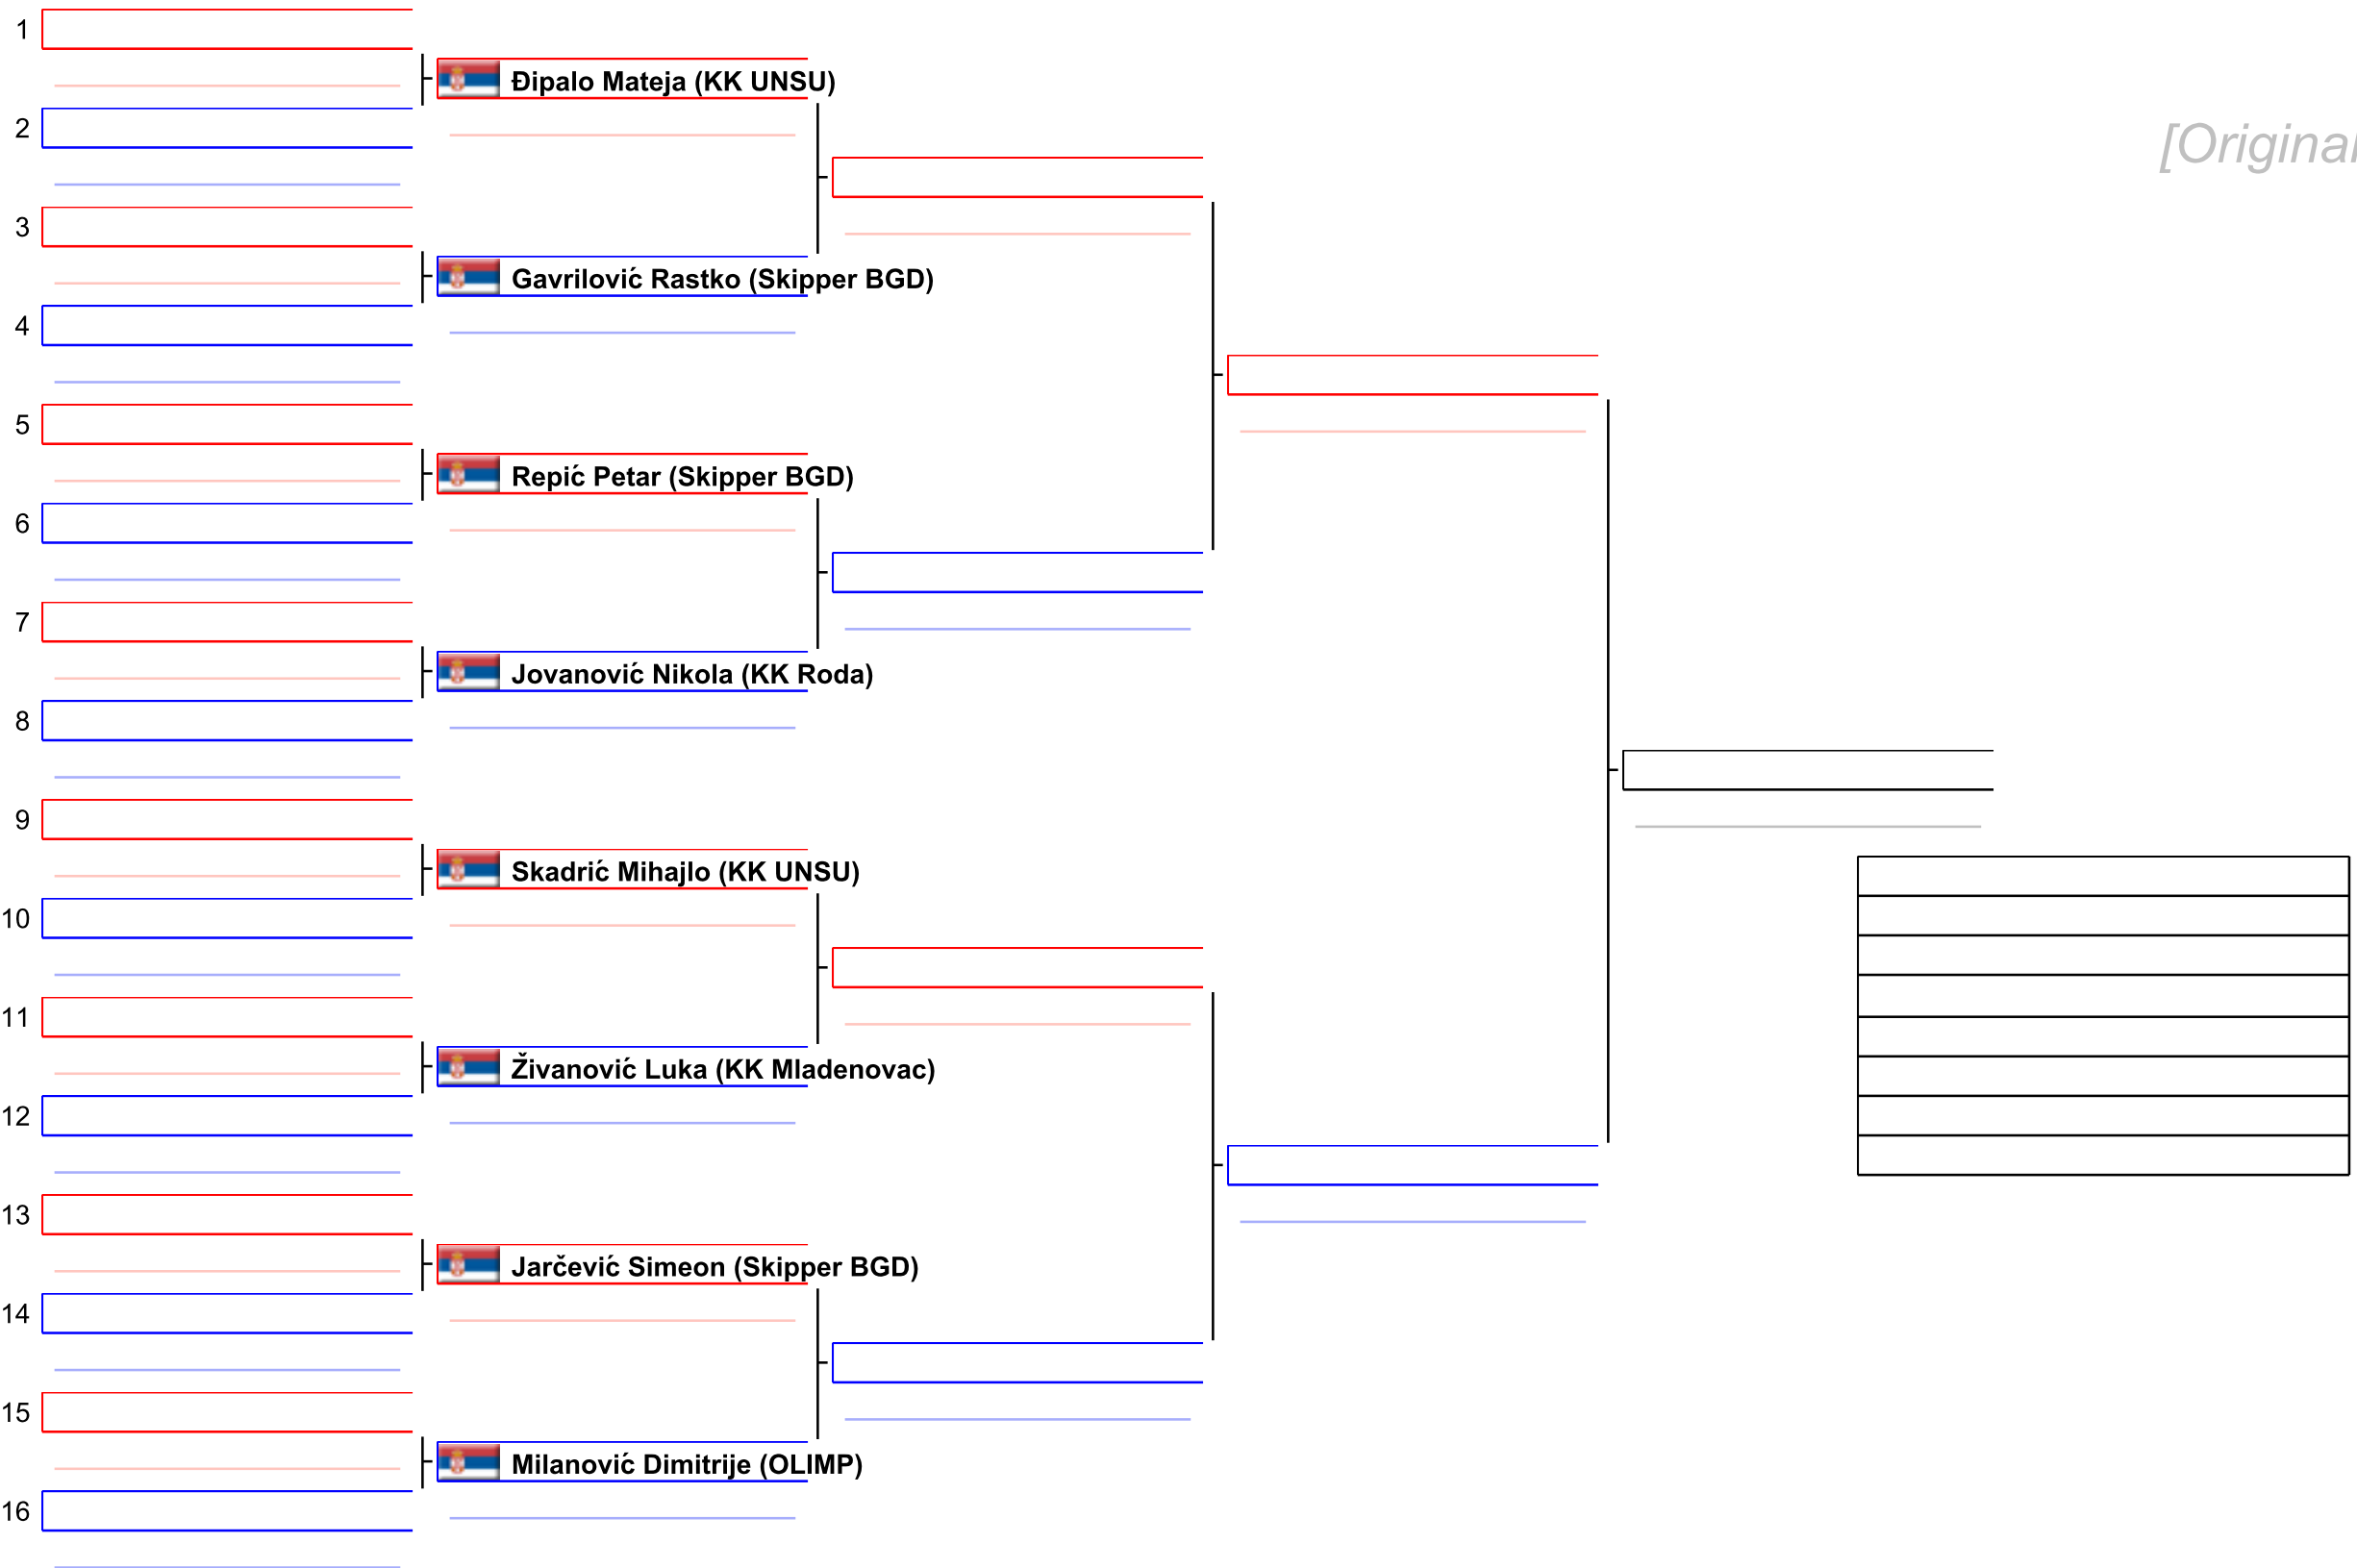 1
Đipalo Mateja (KK UNSU)
2
[Original
3
Gavrilović Rastko (Skipper BGD)
4
5
Repić Petar (Skipper BGD)
6
7
Jovanović Nikola (KK Roda)
8
9
Skadrić Mihajlo (KK UNSU)
10
11
Živanović Luka (KK Mladenovac)
12
13
Jarčević Simeon (Skipper BGD)
14
15
Milanović Dimitrije (OLIMP)
16